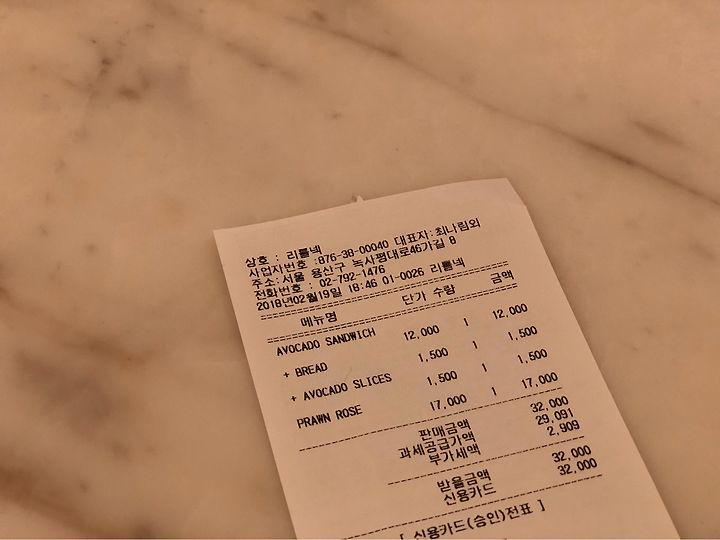 상호 : 리틀넥
사업자번호 :876-38-00040 대표자:최나림외
주소:서울 용산구 녹사평대로46가길 8
전화번호 : 02-792-1476
2018년02월19일 18:46 01-0026 리틀넥
메뉴명 단가 수량 금액
AVOCADO SANDWICH 12,000 1 12,000
+ BREAD 1,500 1 1,500
+ AVOCADO SLICES 1,500 1 1,500
PRAWN ROSE 17,000 1 17,000
판매금액 32,000
과세공급가액 29,091
부가세액 2,909
받을금액 32,000
신용카드 32,000
[ 신용카드(승인)전표 ]